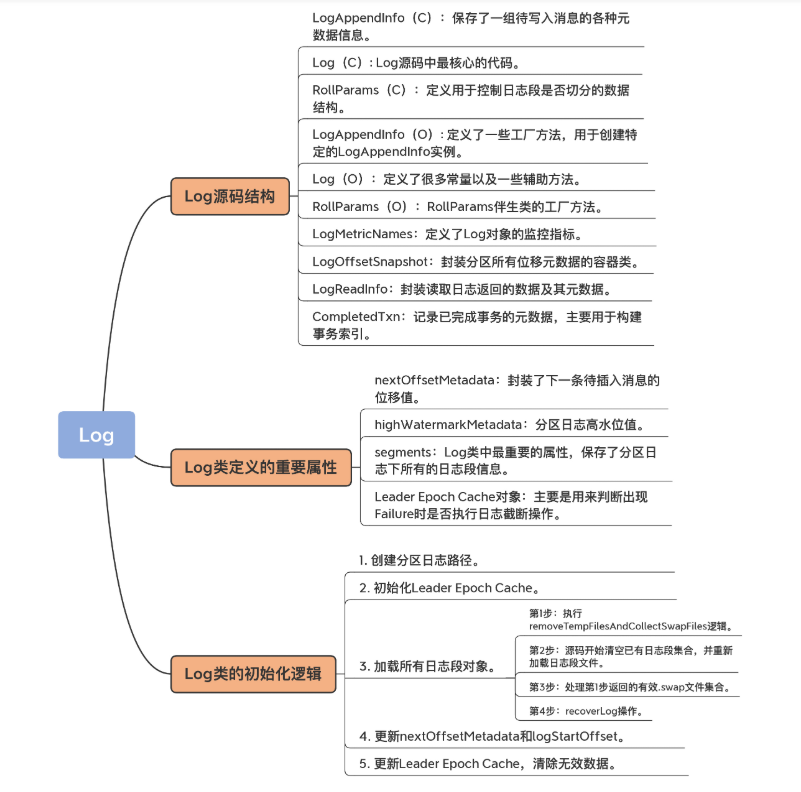 LogAppendInfo（C）：保存了一组待写入消息的各种元
数据信息。
Log（C）：Log源码中最核心的代码。
RollParams（C）：定义用于控制日志段是否切分的数据
结构。
LogAppendInfo（O）：定义了一些工厂方法，用于创建特
定的LogAppendInfo实例。
Log（O）：定义了很多常量以及一些辅助方法。
RollParams（O）：RollParams伴生类的工厂方法。
LogMetricNames：定义了Log对象的监控指标。
LogOffsetSnapshot：封装分区所有位移元数据的容器类。
LogReadInfo：封装读取日志返回的数据及其元数据。
CompletedTxn：记录已完成事务的元数据，主要用于构建
事务索引。
Log源码结构
nextOffsetMetadata：封装了下一条待插入消息的
位移值。
highWatermarkMetadata：分区日志高水位值。
segments：Log类中最重要的属性，保存了分区日
志下所有的日志段信息。
Leader Epoch Cache对象：主要是用来判断出现
Failure时是否执行日志截断操作。
Log
Log类定义的重要属性
1. 创建分区日志路径。
2. 初始化Leader Epoch Cache。
第1步：执行
removeTempFilesAndCollectSwapFiles逻辑。
第2步：源码开始清空已有日志段集合，并重新
加载日志段文件。
3. 加载所有日志段对象。
第3步：处理第1步返回的有效.swap文件集合。
第4步：recoverLog操作。
Log类的初始化逻辑
4. 更新nextOffsetMetadata和logStartOffset。
5. 更新Leader Epoch Cache，清除无效数据。